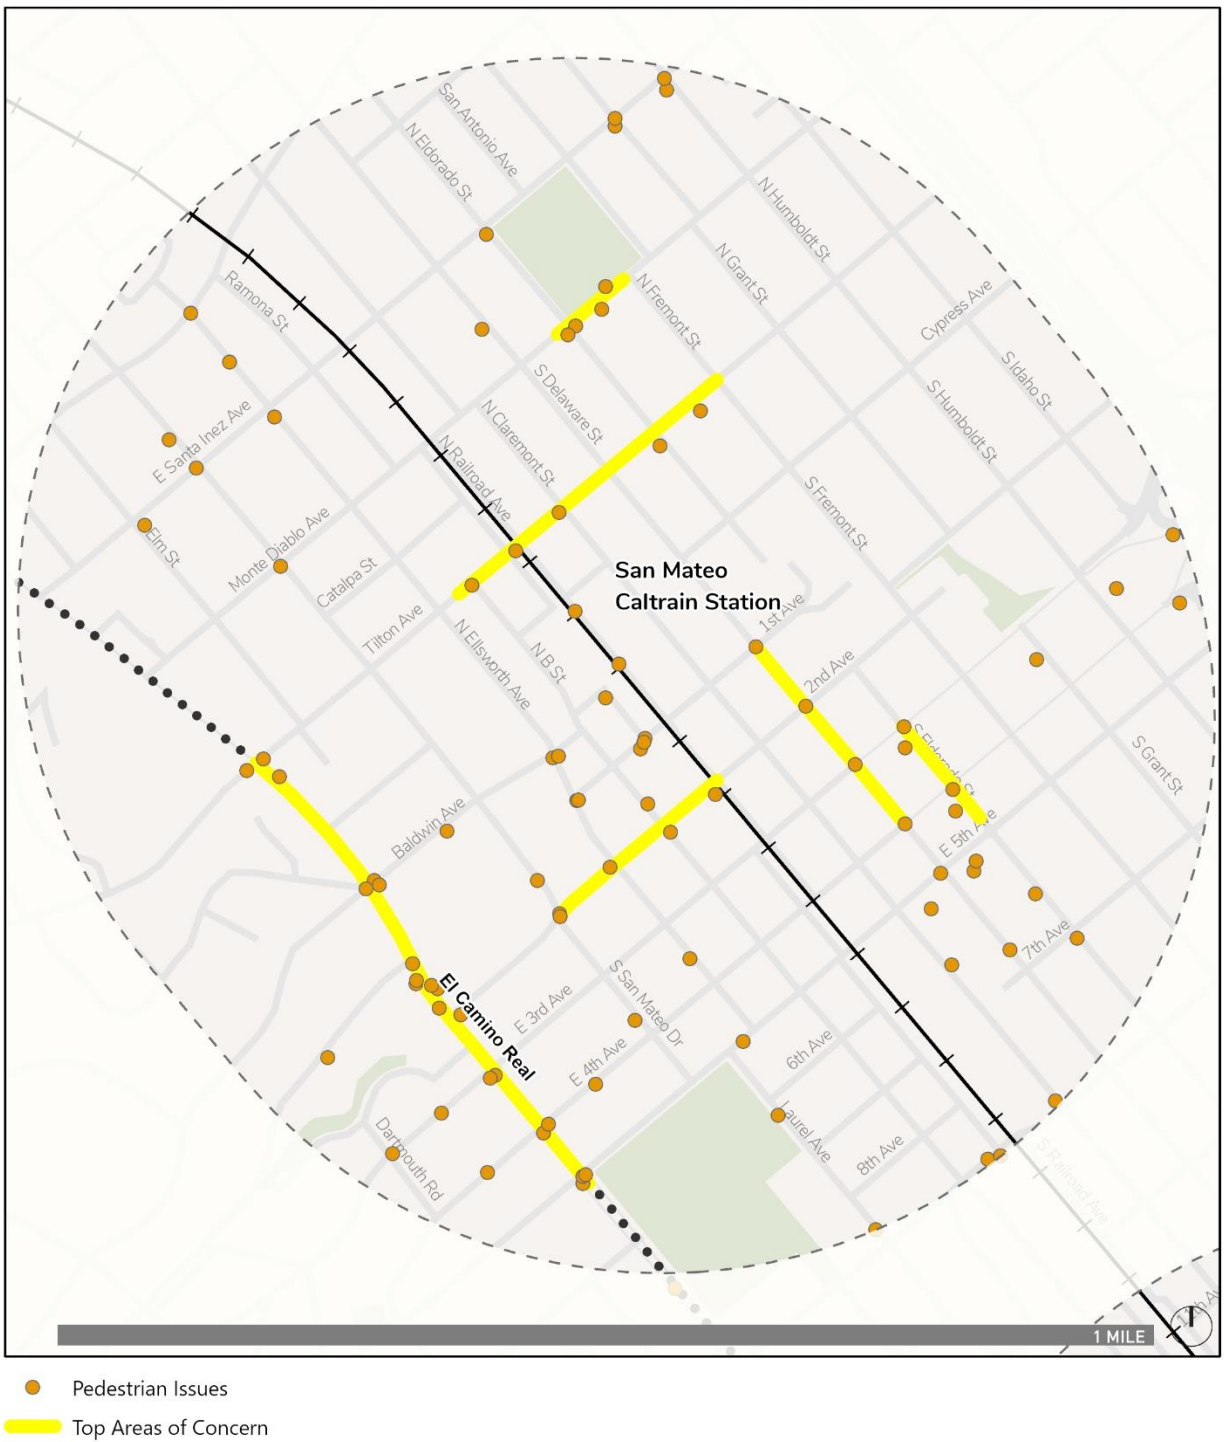 San Antonio Ave
N Eldorado St
N Humboldt St
N Grant St
N Fremont St
Cypress Ave
Ramona St
S Idaho St
S Delaware St
S Humboldt St
E Santa Inez Ave
N Claremont St
N Railroad Ave
S Fremont St
Elm St
Monte Diablo Ave
Catalpa St
San Mateo
Caltrain Station
1st Ave
Tilton Ave
N Ellsworth Ave
N B St
2nd Ave
S Eldorado St
S Grant St
Baldwin Ave
E 5th Ave
7th Ave
El Camino Real
E 3rd Ave
S San Mateo Dr
E 4th Ave
6th Ave
Laurel Ave
8th Ave
Dartmouth Rd
S Railroad Ave
11th Av
1 MILE
Pedestrian Issues
Top Areas of Concern